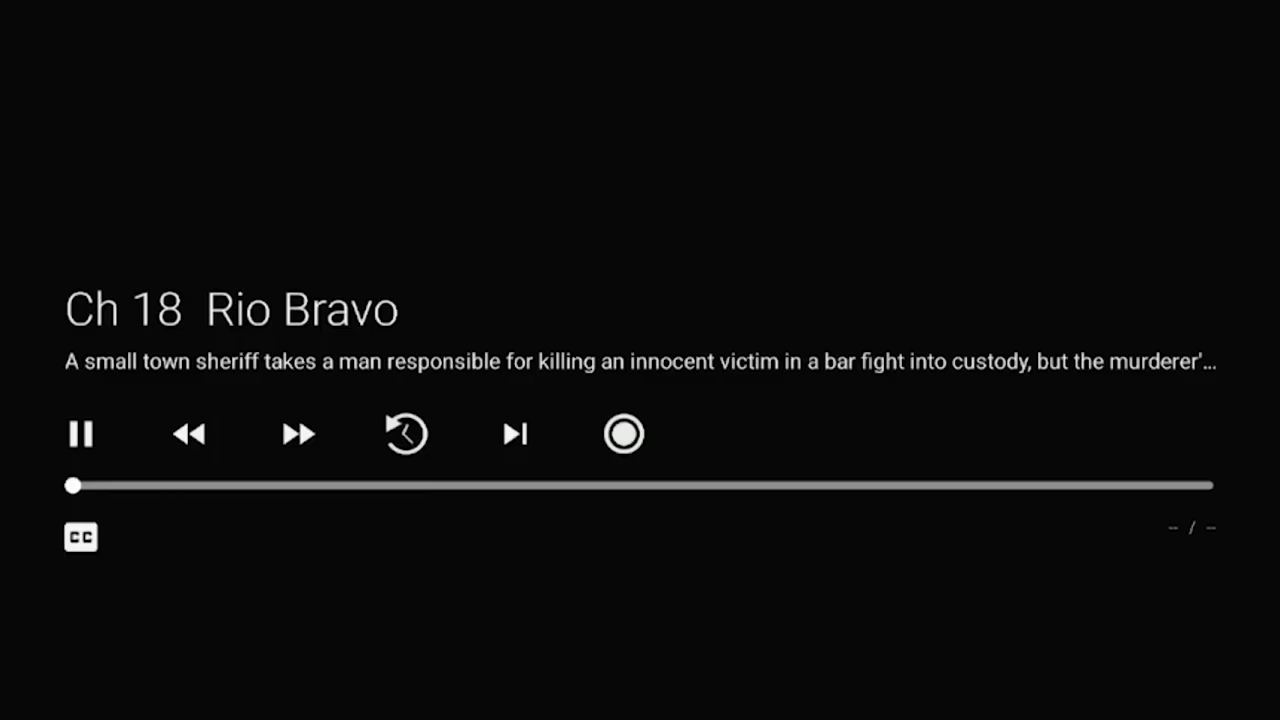 Ch 18 Rio Bravo
A small town sheriff takes a man responsible for killing an innocent victim in a bar fight into custody, but the murderer'...
-- / --
CC